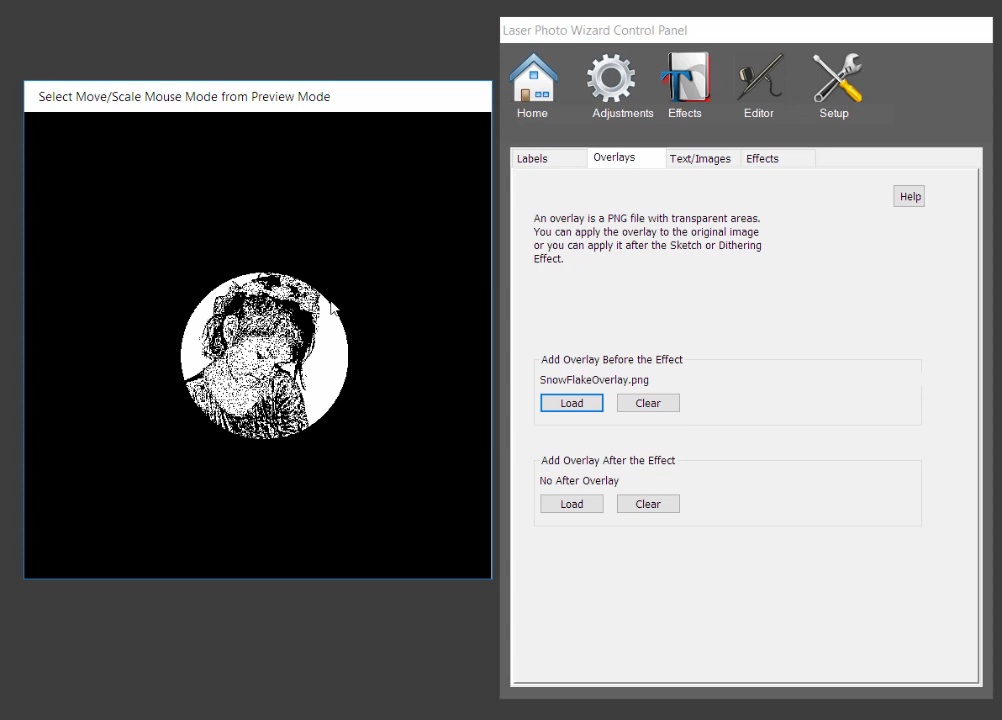 Laser Photo Wizard Control Panel
Select Move/Scale Mouse Mode from Preview Mode
Home Adjustments Effects Editor Setup
Labels Overlays Text/Images Effects
Help
An overlay is a PNG file with transparent areas.
You can apply the overlay to the original image
or you can apply it after the Sketch or Dithering
Effect.
Add Overlay Before the Effect
SnowFlakeOverlay.png
Load Clear
Add Overlay After the Effect
No After Overlay
Load Clear